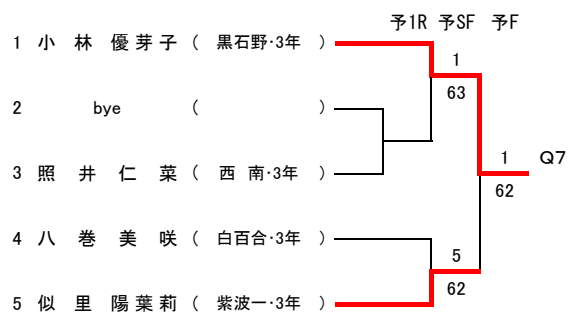 予1R 予SF 予F
1 小 林 優 芽 子 ( 黒石野・3年 )
1
63
2 bye ( )
1 Q7
3 照 井 仁 菜 ( 西 南・3年 )
62
4 八 巻 美 咲 ( 白百合・3年 )
5
62
5 似 里 陽 葉 莉 ( 紫波一・3年 )